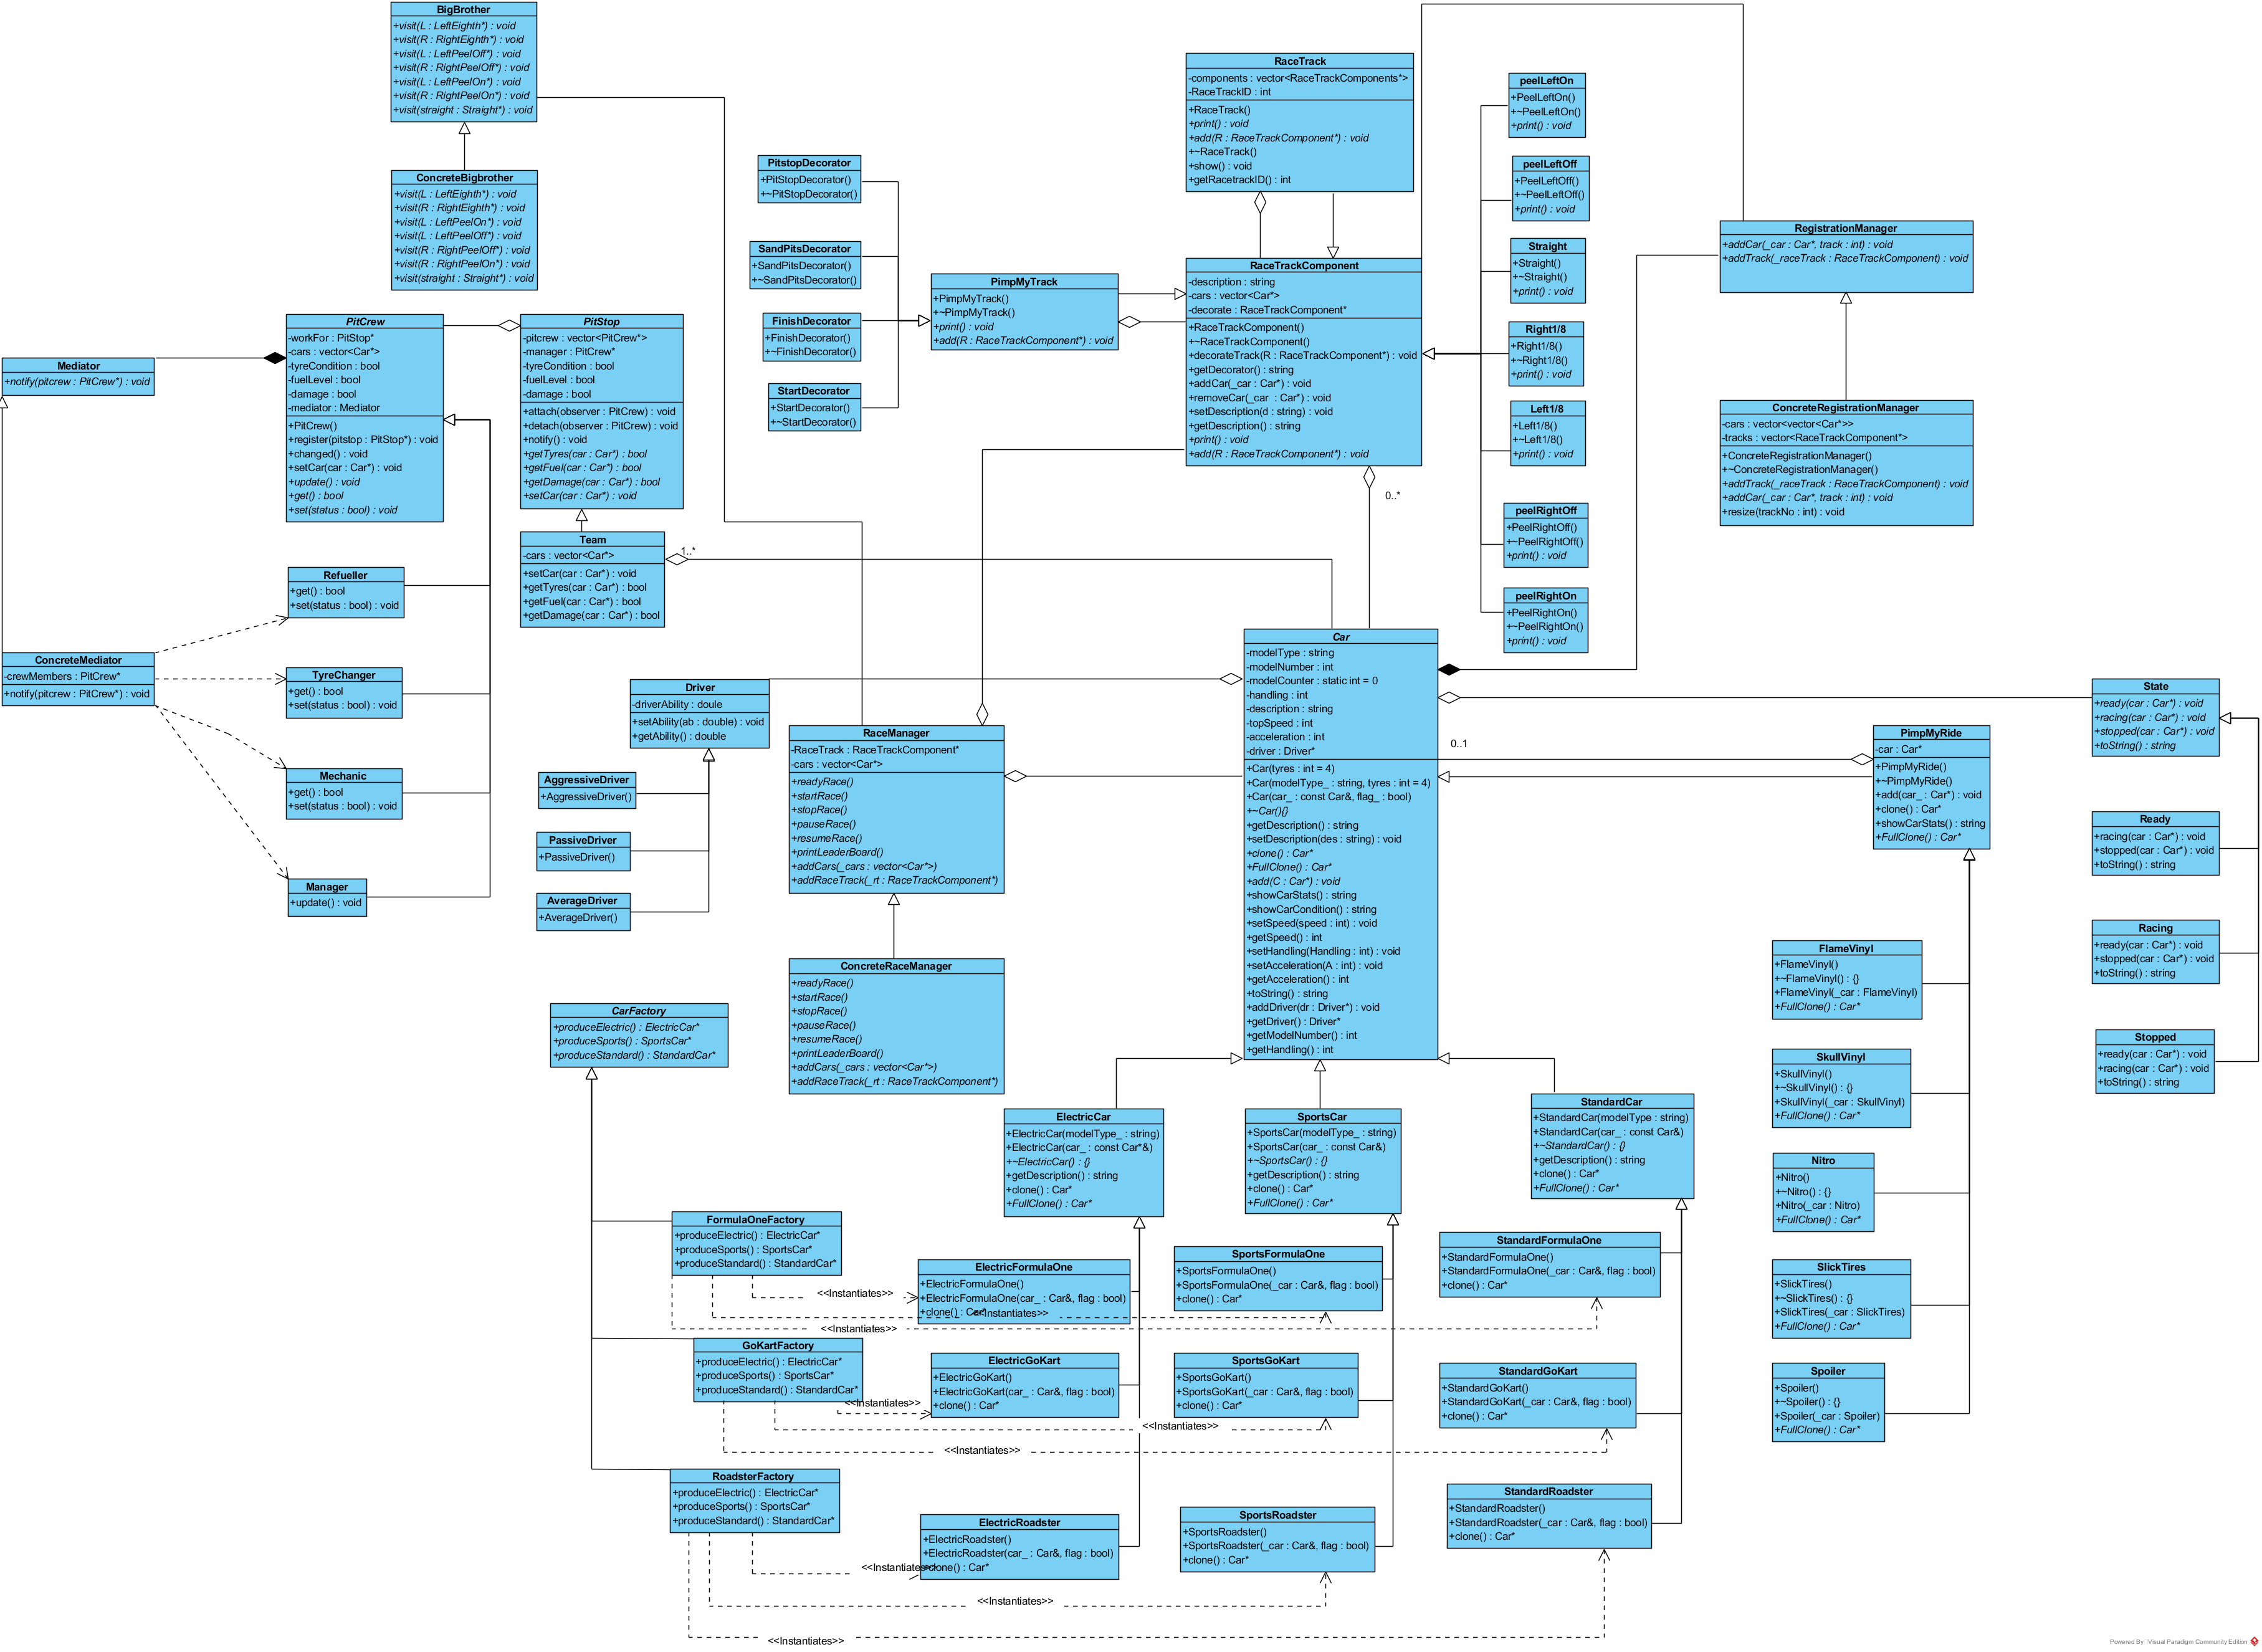 BigBrother
+visit(L : LeftEighth*) : void
+visit(R : RightEighth*) : void
+visit(L : LeftPeelOff*) : void
+visit(R : RightPeelOff*) : void
+visit(L : LeftPeelOn*) : void
+visit(R : RightPeelOn*) : void
+visit(straight : Straight*) : void
ConcreteBigbrother
+visit(L : LeftEighth*) : void
+visit(R : RightEighth*) : void
+visit(L : LeftPeelOn*) : void
+visit(L : LeftPeelOff*) : void
+visit(R : RightPeelOff*) : void
+visit(R : RightPeelOn*) : void
+visit(straight : Straight*) : void
RaceTrack
-components : vector<RaceTrackComponents*>
-RaceTrackID : int
+RaceTrack()
+print() : void
+add(R : RaceTrackComponent*) : void
+~RaceTrack()
+show() : void
+getRacetrackID() : int
peelLeftOn
+PeelLeftOn()
+~PeelLeftOn()
+print() : void
peelLeftOff
+PeelLeftOff()
+~PeelLeftOff()
+print() : void
Straight
+Straight()
+~Straight()
+print() : void
Right1/8
+Right1/8()
+~Right1/8()
+print() : void
Left1/8
+Left1/8()
+~Left1/8()
+print() : void
peelRightOff
+PeelRightOff()
+~PeelRightOff()
+print() : void
peelRightOn
+PeelRightOn()
+~PeelRightOn()
+print() : void
PitstopDecorator
+PitStopDecorator()
+~PitStopDecorator()
SandPitsDecorator
+SandPitsDecorator()
+~SandPitsDecorator()
FinishDecorator
+FinishDecorator()
+~FinishDecorator()
StartDecorator
+StartDecorator()
+~StartDecorator()
PimpMyTrack
+PimpMyTrack()
+~PimpMyTrack()
+print() : void
+add(R : RaceTrackComponent*) : void
RaceTrackComponent
-description : string
-cars : vector<Car*>
-decorate : RaceTrackComponent*
+RaceTrackComponent()
+~RaceTrackComponent()
+decorateTrack(R : RaceTrackComponent*) : void
+getDecorator() : string
+addCar(_car : Car*) : void
+removeCar(_car : Car*) : void
+setDescription(d : string) : void
+getDescription() : string
+print() : void
+add(R : RaceTrackComponent*) : void
0..*
RegistrationManager
+addCar(_car : Car*, track : int) : void
+addTrack(_raceTrack : RaceTrackComponent) : void
ConcreteRegistrationManager
-cars : vector<vector<Car*>>
-tracks : vector<RaceTrackComponent*>
+ConcreteRegistrationManager()
+~ConcreteRegistrationManager()
+addTrack(_raceTrack : RaceTrackComponent) : void
+addCar(_car : Car*, track : int) : void
+resize(trackNo : int) : void
Mediator
+notify(pitcrew : PitCrew*) : void
PitCrew
-workFor : PitStop*
-cars : vector<Car*>
-tyreCondition : bool
-fuelLevel : bool
-damage : bool
-mediator : Mediator
+PitCrew()
+register(pitstop : PitStop*) : void
+changed() : void
+setCar(car : Car*) : void
+update() : void
+get() : bool
+set(status : bool) : void
PitStop
-pitcrew : vector<PitCrew*>
-manager : PitCrew*
-tyreCondition : bool
-fuelLevel : bool
-damage : bool
+attach(observer : PitCrew) : void
+detach(observer : PitCrew) : void
+notify() : void
+getTyres(car : Car*) : bool
+getFuel(car : Car*) : bool
+getDamage(car : Car*) : bool
+setCar(car : Car*) : void
Team
-cars : vector<Car*>
+setCar(car : Car*) : void
+getTyres(car : Car*) : bool
+getFuel(car : Car*) : bool
+getDamage(car : Car*) : bool
1..*
Refueller
+get() : bool
+set(status : bool) : void
ConcreteMediator
-crewMembers : PitCrew*
+notify(pitcrew : PitCrew*) : void
TyreChanger
+get() : bool
+set(status : bool) : void
Mechanic
+get() : bool
+set(status : bool) : void
Manager
+update() : void
Driver
-driverAbility : doule
+setAbility(ab : double) : void
+getAbility() : double
AggressiveDriver
+AggressiveDriver()
PassiveDriver
+PassiveDriver()
AverageDriver
+AverageDriver()
RaceManager
-RaceTrack : RaceTrackComponent*
-cars : vector<Car*>
+readyRace()
+startRace()
+stopRace()
+pauseRace()
+resumeRace()
+printLeaderBoard()
+addCars(_cars : vector<Car*>)
+addRaceTrack(_rt : RaceTrackComponent*)
ConcreteRaceManager
+readyRace()
+startRace()
+stopRace()
+pauseRace()
+resumeRace()
+printLeaderBoard()
+addCars(_cars : vector<Car*>)
+addRaceTrack(_rt : RaceTrackComponent*)
Car
-modelType : string
-modelNumber : int
-modelCounter : static int = 0
-handling : int
-description : string
-topSpeed : int
-acceleration : int
-driver : Driver*
+Car(tyres : int = 4)
+Car(modelType_ : string, tyres : int = 4)
+Car(car_ : const Car&, flag_ : bool)
+~Car(){}
+getDescription() : string
+setDescription(des : string) : void
+clone() : Car*
+FullClone() : Car*
+add(C : Car*) : void
+showCarStats() : string
+showCarCondition() : string
+setSpeed(speed : int) : void
+getSpeed() : int
+setHandling(Handling : int) : void
+setAcceleration(A : int) : void
+getAcceleration() : int
+toString() : string
+addDriver(dr : Driver*) : void
+getDriver() : Driver*
+getModelNumber() : int
+getHandling() : int
0..1
PimpMyRide
-car : Car*
+PimpMyRide()
+~PimpMyRide()
+add(car_ : Car*) : void
+clone() : Car*
+showCarStats() : string
+FullClone() : Car*
State
+ready(car : Car*) : void
+racing(car : Car*) : void
+stopped(car : Car*) : void
+toString() : string
Ready
+racing(car : Car*) : void
+stopped(car : Car*) : void
+toString() : string
Racing
+ready(car : Car*) : void
+stopped(car : Car*) : void
+toString() : string
Stopped
+ready(car : Car*) : void
+racing(car : Car*) : void
+toString() : string
FlameVinyl
+FlameVinyl()
+~FlameVinyl() : {}
+FlameVinyl(_car : FlameVinyl)
+FullClone() : Car*
SkullVinyl
+SkullVinyl()
+~SkullVinyl() : {}
+SkullVinyl(_car : SkullVinyl)
+FullClone() : Car*
Nitro
+Nitro()
+~Nitro() : {}
+Nitro(_car : Nitro)
+FullClone() : Car*
SlickTires
+SlickTires()
+~SlickTires() : {}
+SlickTires(_car : SlickTires)
+FullClone() : Car*
Spoiler
+Spoiler()
+~Spoiler() : {}
+Spoiler(_car : Spoiler)
+FullClone() : Car*
CarFactory
+produceElectric() : ElectricCar*
+produceSports() : SportsCar*
+produceStandard() : StandardCar*
ElectricCar
+ElectricCar(modelType_ : string)
+ElectricCar(car_ : const Car*&)
+~ElectricCar() : {}
+getDescription() : string
+clone() : Car*
+FullClone() : Car*
SportsCar
+SportsCar(modelType_ : string)
+SportsCar(car_ : const Car&)
+~SportsCar() : {}
+getDescription() : string
+clone() : Car*
+FullClone() : Car*
StandardCar
+StandardCar(modelType : string)
+StandardCar(car_ : const Car&)
+~StandardCar() : {}
+getDescription() : string
+clone() : Car*
+FullClone() : Car*
FormulaOneFactory
+produceElectric() : ElectricCar*
+produceSports() : SportsCar*
+produceStandard() : StandardCar*
ElectricFormulaOne
+ElectricFormulaOne()
+ElectricFormulaOne(car_ : Car&, flag : bool)
+clone() : Car*
SportsFormulaOne
+SportsFormulaOne()
+SportsFormulaOne(_car : Car&, flag : bool)
+clone() : Car*
StandardFormulaOne
+StandardFormulaOne()
+StandardFormulaOne(_car : Car&, flag : bool)
+clone() : Car*
<<Instantiates>>
<<Instantiates>>
<<Instantiates>>
GoKartFactory
+produceElectric() : ElectricCar*
+produceSports() : SportsCar*
+produceStandard() : StandardCar*
ElectricGoKart
+ElectricGoKart()
+ElectricGoKart(car_ : Car&, flag : bool)
+clone() : Car*
SportsGoKart
+SportsGoKart()
+SportsGoKart(_car : Car&, flag : bool)
+clone() : Car*
StandardGoKart
+StandardGoKart()
+StandardGoKart(_car : Car&, flag : bool)
+clone() : Car*
<<Instantiates>>
<<Instantiates>>
<<Instantiates>>
RoadsterFactory
+produceElectric() : ElectricCar*
+produceSports() : SportsCar*
+produceStandard() : StandardCar*
ElectricRoadster
+ElectricRoadster()
+ElectricRoadster(car_ : Car&, flag : bool)
+clone() : Car*
SportsRoadster
+SportsRoadster()
+SportsRoadster(_car : Car&, flag : bool)
+clone() : Car*
StandardRoadster
+StandardRoadster()
+StandardRoadster(_car : Car&, flag : bool)
+clone() : Car*
<<Instantiates>>
<<Instantiates>>
<<Instantiates>>
Powered By Visual Paradigm Community Edition